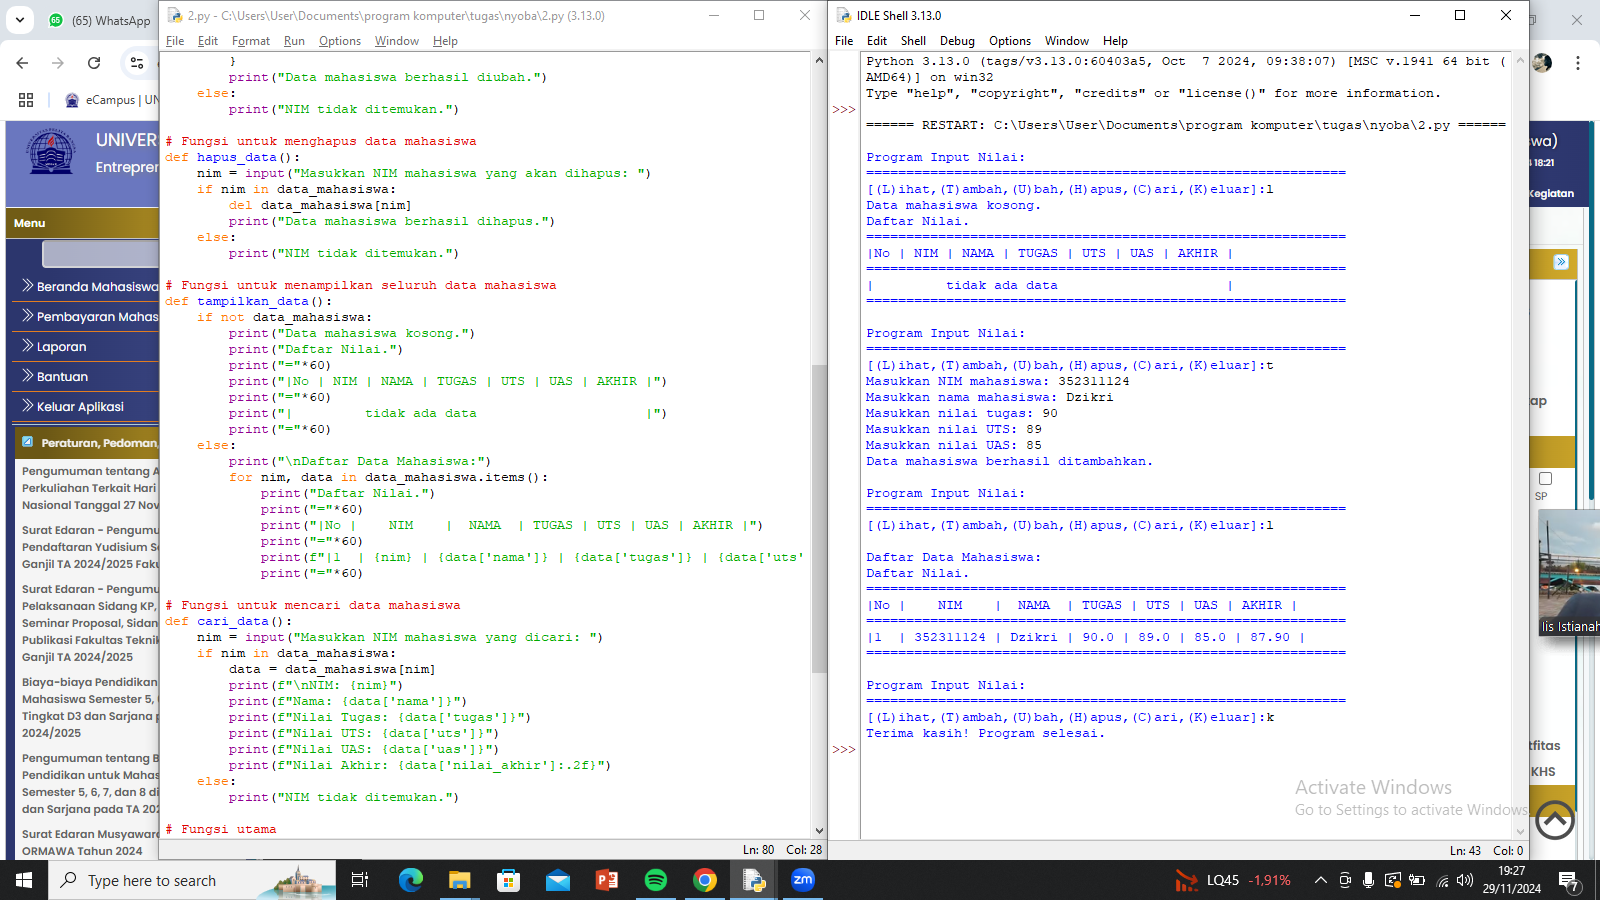 (65) WhatsApp
eCampus | UN
UNIVERS
Entrepren
Menu
Beranda Mahasiswa
Pembayaran Mahas
Laporan
Bantuan
Keluar Aplikasi
Peraturan, Pedoman,
Pengumuman tentang A
Perkuliahan Terkait Hari
Nasional Tanggal 27 Nov
Surat Edaran - Pengumu
Pendaftaran Yudisium S
Ganjil TA 2024/2025 Faku
Surat Edaran - Pengumu
Pelaksanaan Sidang KP,
Seminar Proposal, Sidan
Publikasi Fakultas Teknik
Ganjil TA 2024/2025
Biaya-biaya Pendidikan
Mahasiswa Semester 5,
Tingkat D3 dan Sarjana p
2024/2025
Pengumuman tentang B
Pendidikan untuk Mahas
Semester 5, 6, 7, dan 8 di
dan Sarjana pada TA 202
Surat Edaran Musyawara
ORMAWA Tahun 2024
2.py - C:\Users\User\Documents\program komputer\tugas\nyoba\2.py (3.13.0)
File Edit Format Run Options Window Help
        }
        print("Data mahasiswa berhasil diubah.")
    else:
        print("NIM tidak ditemukan.")
# Fungsi untuk menghapus data mahasiswa
def hapus_data():
    nim = input("Masukkan NIM mahasiswa yang akan dihapus: ")
    if nim in data_mahasiswa:
        del data_mahasiswa[nim]
        print("Data mahasiswa berhasil dihapus.")
    else:
        print("NIM tidak ditemukan.")
# Fungsi untuk menampilkan seluruh data mahasiswa
def tampilkan_data():
    if not data_mahasiswa:
        print("Data mahasiswa kosong.")
        print("Daftar Nilai.")
        print("="*60)
        print("|No | NIM | NAMA | TUGAS | UTS | UAS | AKHIR |")
        print("="*60)
        print("|         tidak ada data                     |")
        print("="*60)
    else:
        print("\nDaftar Data Mahasiswa:")
        for nim, data in data_mahasiswa.items():
            print("Daftar Nilai.")
            print("="*60)
            print("|No |    NIM    |  NAMA  | TUGAS | UTS | UAS | AKHIR |")
            print("="*60)
            print(f"|1  | {nim} | {data['nama']} | {data['tugas']} | {data['uts'
            print("="*60)
# Fungsi untuk mencari data mahasiswa
def cari_data():
    nim = input("Masukkan NIM mahasiswa yang dicari: ")
    if nim in data_mahasiswa:
        data = data_mahasiswa[nim]
        print(f"\nNIM: {nim}")
        print(f"Nama: {data['nama']}")
        print(f"Nilai Tugas: {data['tugas']}")
        print(f"Nilai UTS: {data['uts']}")
        print(f"Nilai UAS: {data['uas']}")
        print(f"Nilai Akhir: {data['nilai_akhir']:.2f}")
    else:
        print("NIM tidak ditemukan.")
# Fungsi utama
Ln: 80 Col: 28
IDLE Shell 3.13.0
File Edit Shell Debug Options Window Help
Python 3.13.0 (tags/v3.13.0:60403a5, Oct  7 2024, 09:38:07) [MSC v.1941 64 bit (
AMD64)] on win32
Type "help", "copyright", "credits" or "license()" for more information.
>>>
====== RESTART: C:\Users\User\Documents\program komputer\tugas\nyoba\2.py ======
Program Input Nilai:
============================================================
[(L)ihat,(T)ambah,(U)bah,(H)apus,(C)ari,(K)eluar]:l
Data mahasiswa kosong.
Daftar Nilai.
============================================================
|No | NIM | NAMA | TUGAS | UTS | UAS | AKHIR |
============================================================
|         tidak ada data                     |
============================================================
Program Input Nilai:
============================================================
[(L)ihat,(T)ambah,(U)bah,(H)apus,(C)ari,(K)eluar]:t
Masukkan NIM mahasiswa: 352311124
Masukkan nama mahasiswa: Dzikri
Masukkan nilai tugas: 90
Masukkan nilai UTS: 89
Masukkan nilai UAS: 85
Data mahasiswa berhasil ditambahkan.
Program Input Nilai:
============================================================
[(L)ihat,(T)ambah,(U)bah,(H)apus,(C)ari,(K)eluar]:l
Daftar Data Mahasiswa:
Daftar Nilai.
============================================================
|No |    NIM    |  NAMA  | TUGAS | UTS | UAS | AKHIR |
============================================================
|1  | 352311124 | Dzikri | 90.0 | 89.0 | 85.0 | 87.90 |
============================================================
Program Input Nilai:
============================================================
[(L)ihat,(T)ambah,(U)bah,(H)apus,(C)ari,(K)eluar]:k
Terima kasih! Program selesai.
>>>
Activate Windows
Go to Settings to activate Windows
Ln: 43 Col: 0
wa)
18:21
Kegiatan
ap
SP
Iis Istianah
tfitas
KHS
Type here to search
LQ45 -1,91%
19:27
29/11/2024
7